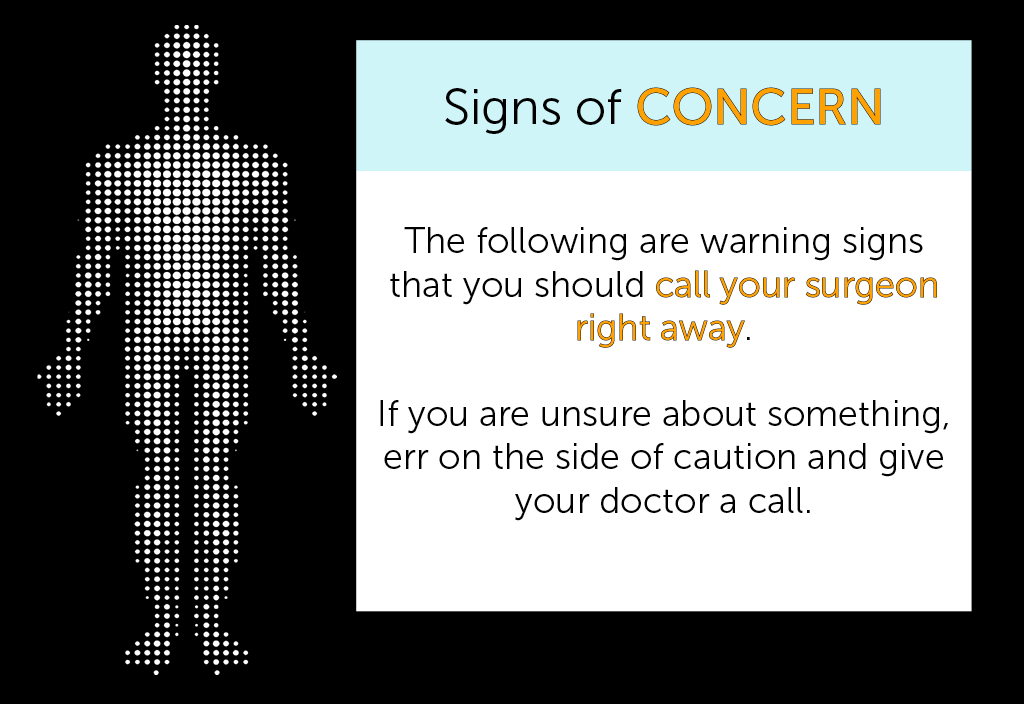 Signs of CONCERN
The following are warning signs
that you should call your surgeon
right away.
If you are unsure about something,
err on the side of caution and give
your doctor a call.